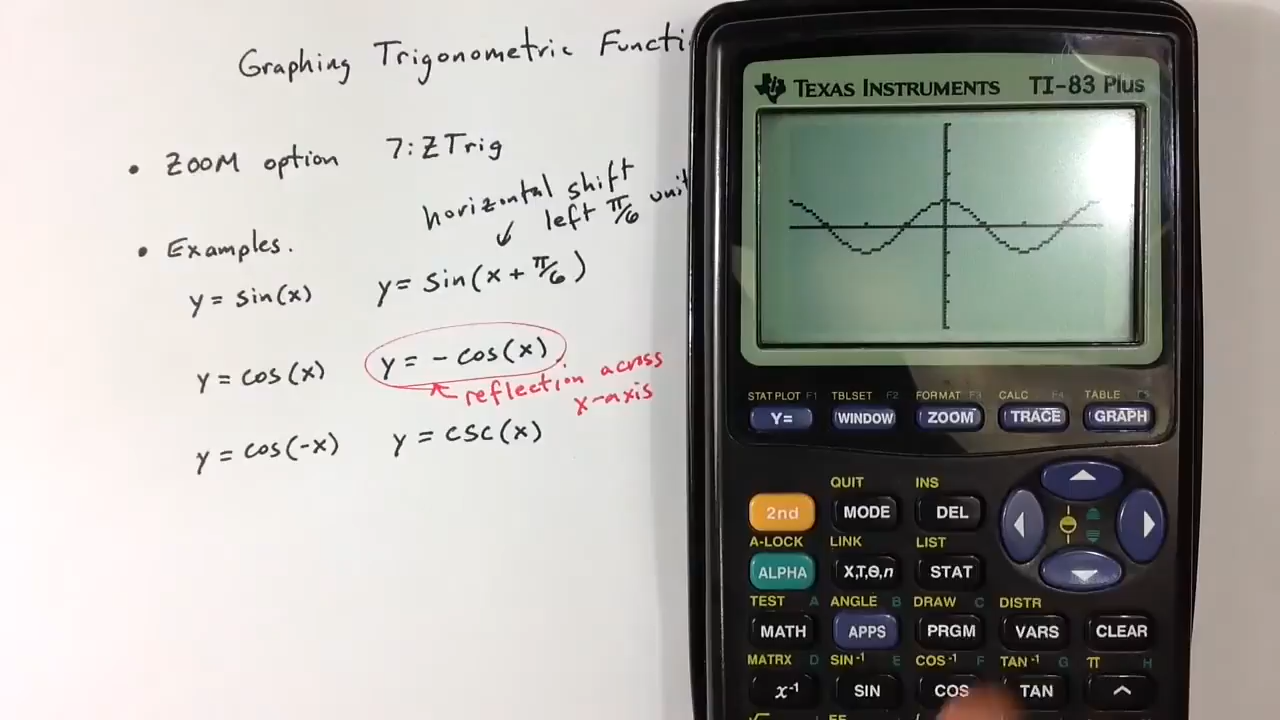 Graphing Trigonometric Functi
• ZOOM option 7:ZTrig
horizontal shift
left π/6 unit
• Examples.
y = sin(x) y = sin(x + π/6)
y = cos(x) y = - cos(x)
reflection across
x-axis
y = cos(-x) y = csc(x)
TEXAS INSTRUMENTS TI-83 Plus
STAT PLOT F1 TBLSET F2 FORMAT F3 CALC F4 TABLE F5
Y= WINDOW ZOOM TRACE GRAPH
QUIT INS
2nd MODE DEL
A-LOCK LINK LIST
ALPHA X,T,Θ,n STAT
TEST A ANGLE B DRAW C DISTR
MATH APPS PRGM VARS CLEAR
MATRX D SIN⁻¹ E COS⁻¹ F TAN⁻¹ G π H
x⁻¹ SIN COS TAN ^